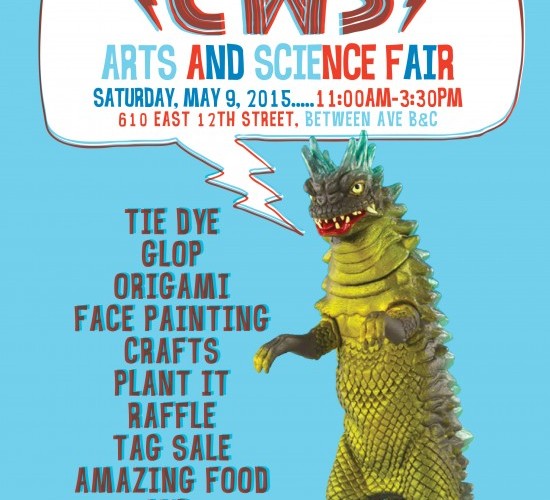 CWS
ARTS AND SCIENCE FAIR
SATURDAY, MAY 9, 2015.....11:00AM-3:30PM
610 EAST 12TH STREET, BETWEEN AVE B&C
TIE DYE
GLOP
ORIGAMI
FACE PAINTING
CRAFTS
PLANT IT
RAFFLE
TAG SALE
AMAZING FOOD